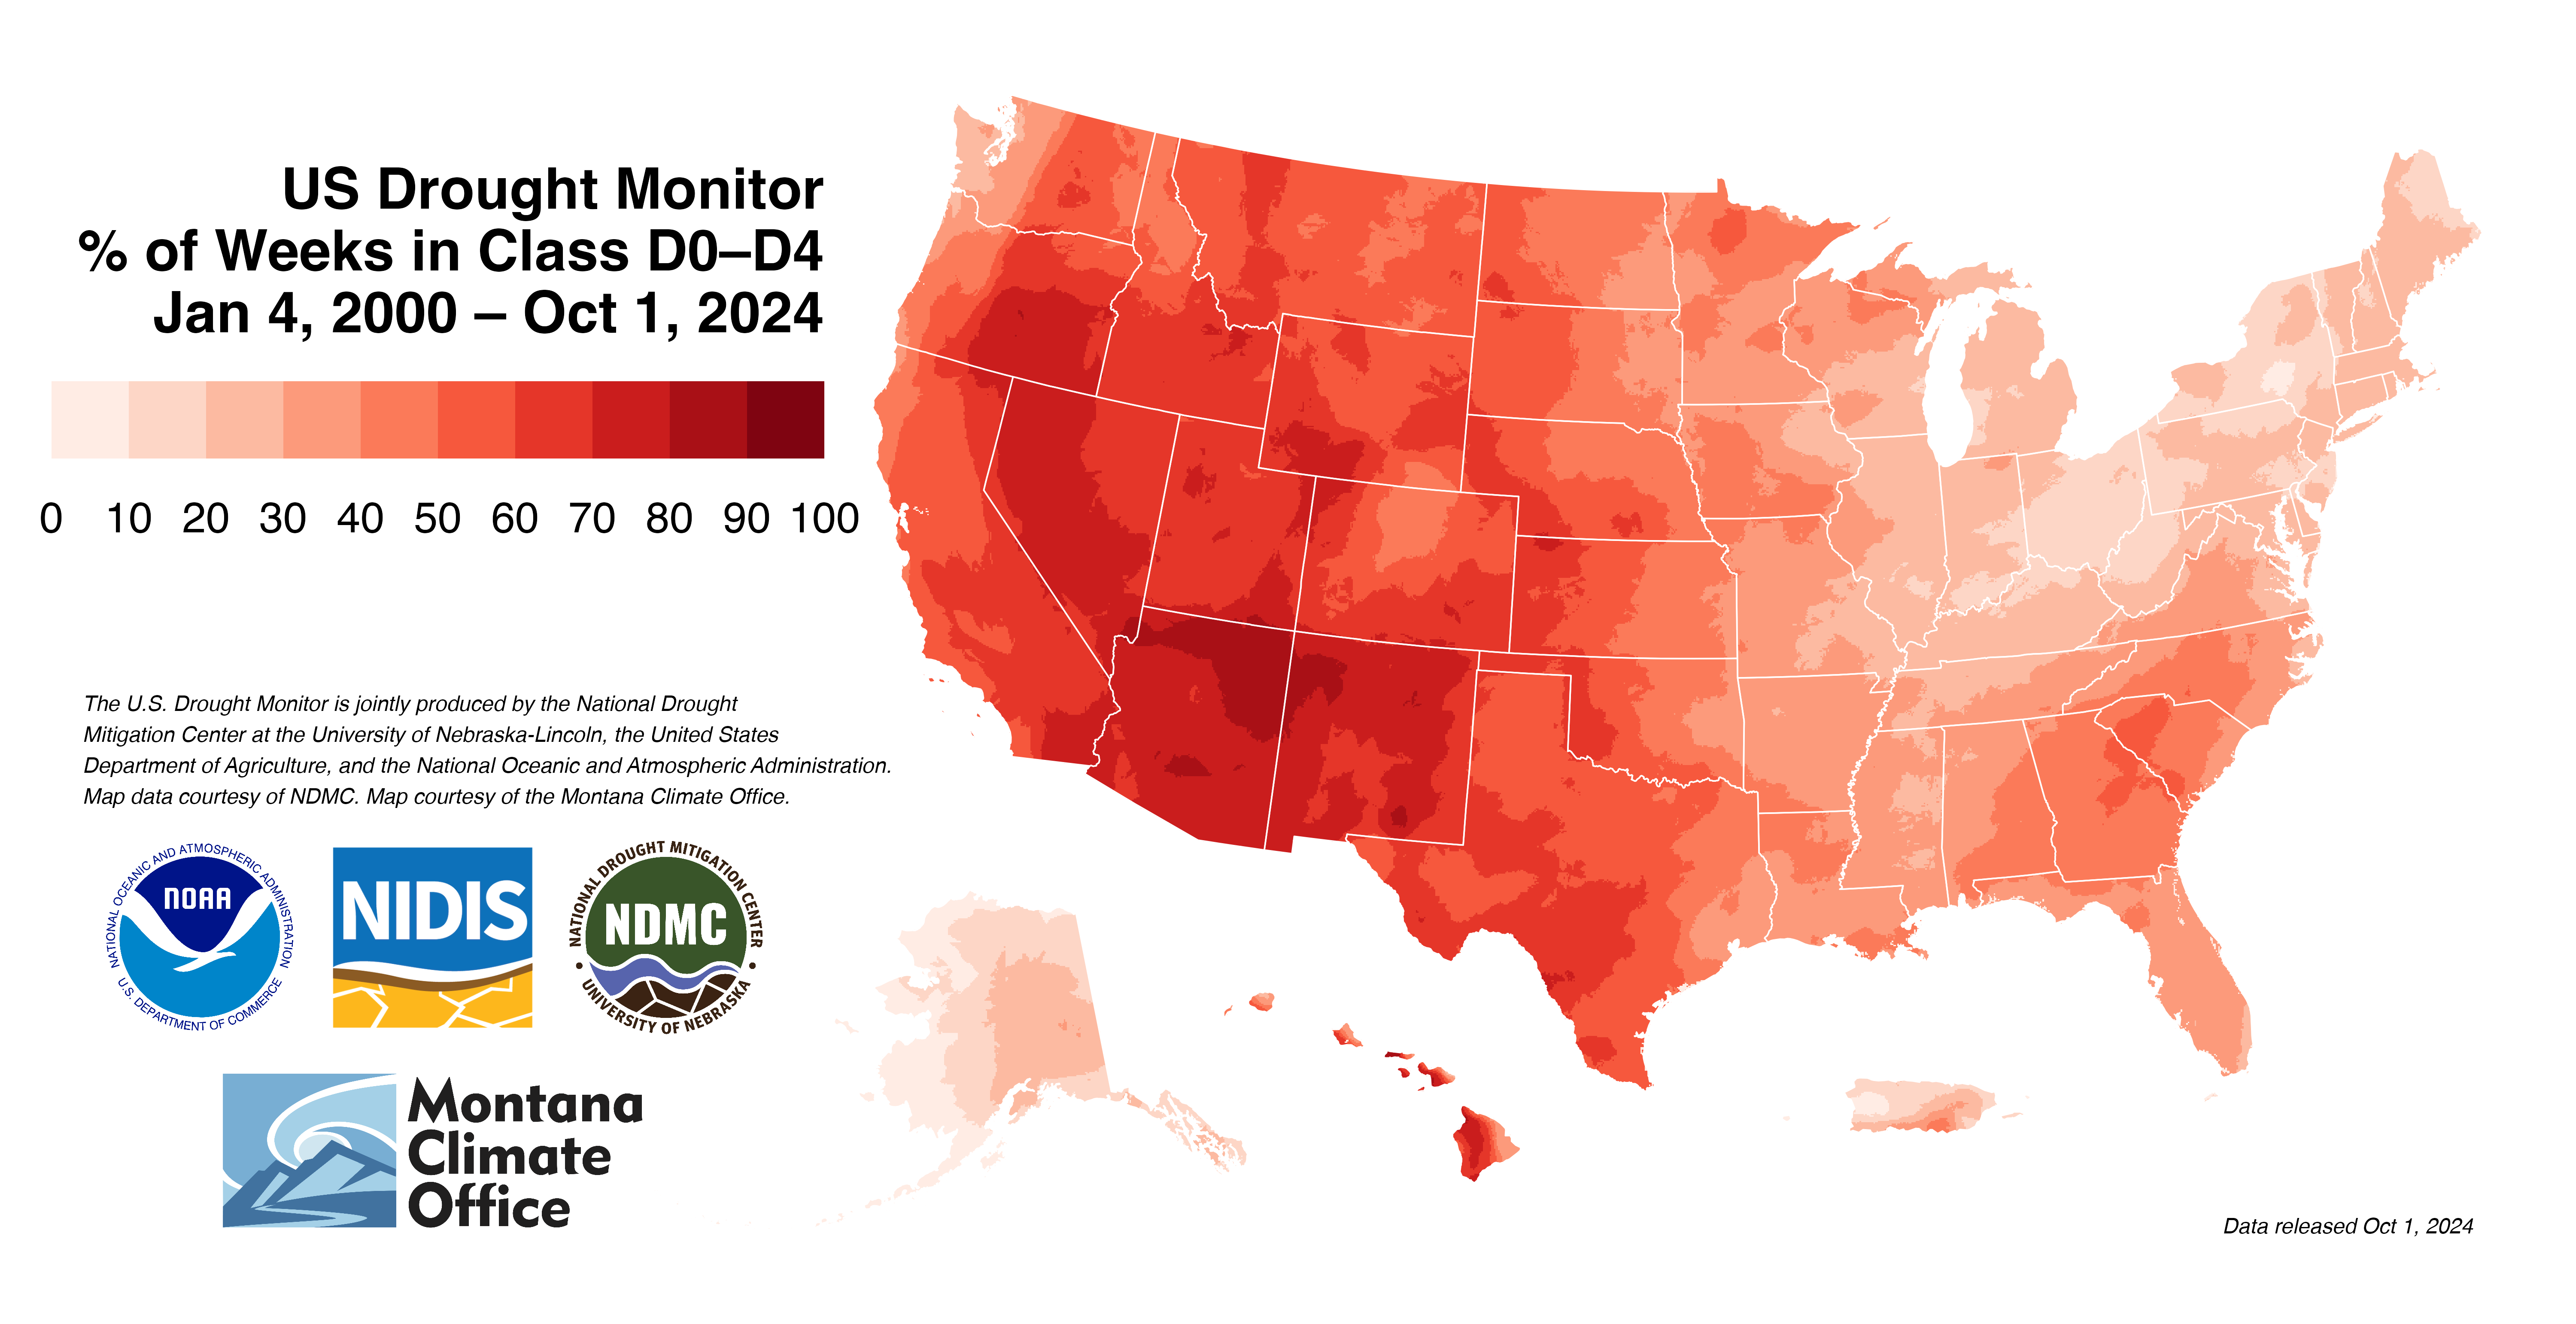 US Drought Monitor
% of Weeks in Class D0–D4
Jan 4, 2000 – Oct 1, 2024
0 10 20 30 40 50 60 70 80 90 100
The U.S. Drought Monitor is jointly produced by the National Drought
Mitigation Center at the University of Nebraska-Lincoln, the United States
Department of Agriculture, and the National Oceanic and Atmospheric Administration.
Map data courtesy of NDMC. Map courtesy of the Montana Climate Office.
NATIONAL OCEANIC AND ATMOSPHERIC ADMINISTRATION
NOAA
U.S. DEPARTMENT OF COMMERCE
NIDIS
NATIONAL DROUGHT MITIGATION CENTER
NDMC
UNIVERSITY OF NEBRASKA
Montana
Climate
Office
Data released Oct 1, 2024